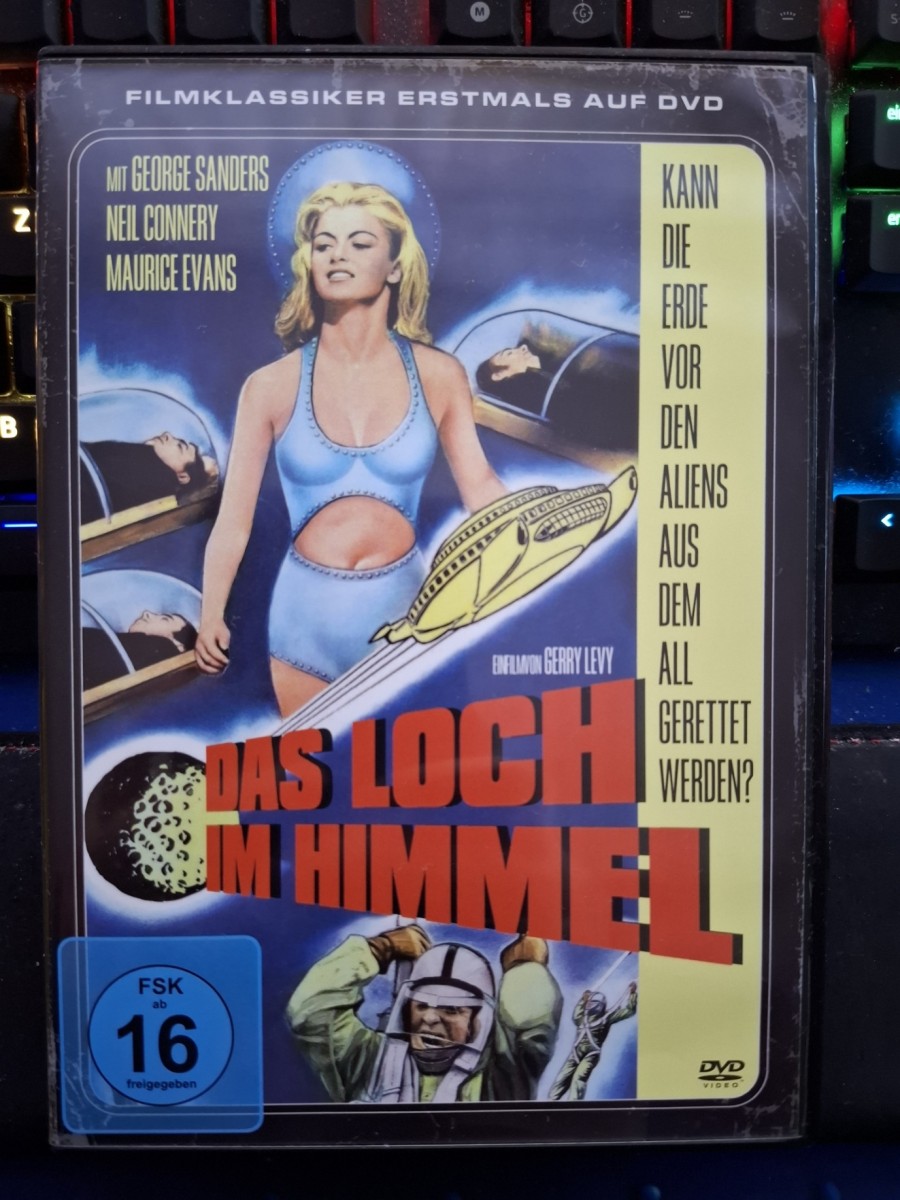 M
G
S
Z
B
<
FILMKLASSIKER ERSTMALS AUF DVD
MIT GEORGE SANDERS
NEIL CONNERY
MAURICE EVANS
KANN
DIE
ERDE
VOR
DEN
ALIENS
AUS
DEM
ALL
GERETTET
WERDEN?
EIN FILM VON GERRY LEVY
DAS LOCH
IM HIMMEL
FSK
ab
16
freigegeben
DVD
VIDEO